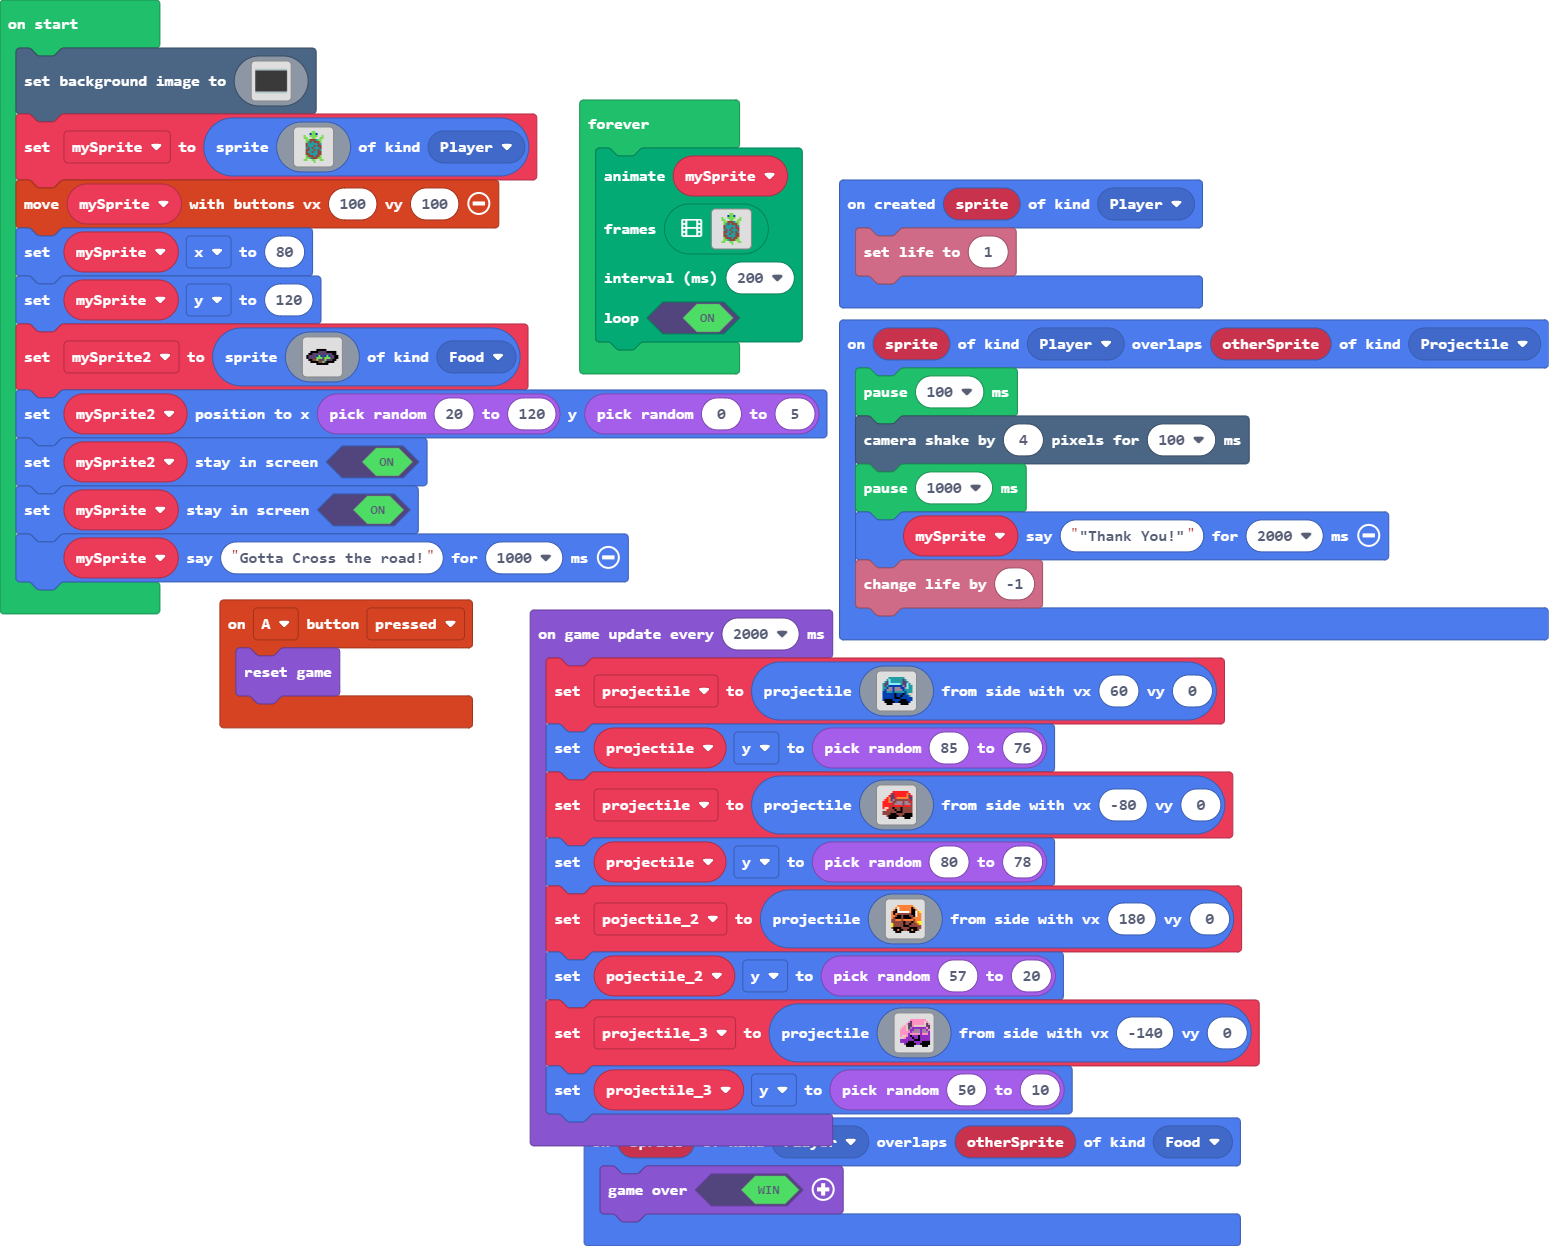 on start
set background image to
set mySprite to sprite of kind Player
move mySprite with buttons vx 100 vy 100
set mySprite x to 80
set mySprite y to 120
set mySprite2 to sprite of kind Food
set mySprite2 position to x pick random 20 to 120 y pick random 0 to 5
set mySprite2 stay in screen ON
set mySprite stay in screen ON
mySprite say "Gotta Cross the road!" for 1000 ms
forever
animate mySprite
frames
interval (ms) 200
loop ON
on created sprite of kind Player
set life to 1
on sprite of kind Player overlaps otherSprite of kind Projectile
pause 100 ms
camera shake by 4 pixels for 100 ms
pause 1000 ms
mySprite say ""Thank You!"" for 2000 ms
change life by -1
on A button pressed
reset game
on game update every 2000 ms
set projectile to projectile from side with vx 60 vy 0
set projectile y to pick random 85 to 76
set projectile to projectile from side with vx -80 vy 0
set projectile y to pick random 80 to 78
set pojectile_2 to projectile from side with vx 180 vy 0
set pojectile_2 y to pick random 57 to 20
set projectile_3 to projectile from side with vx -140 vy 0
set projectile_3 y to pick random 50 to 10
overlaps otherSprite of kind Food
game over WIN